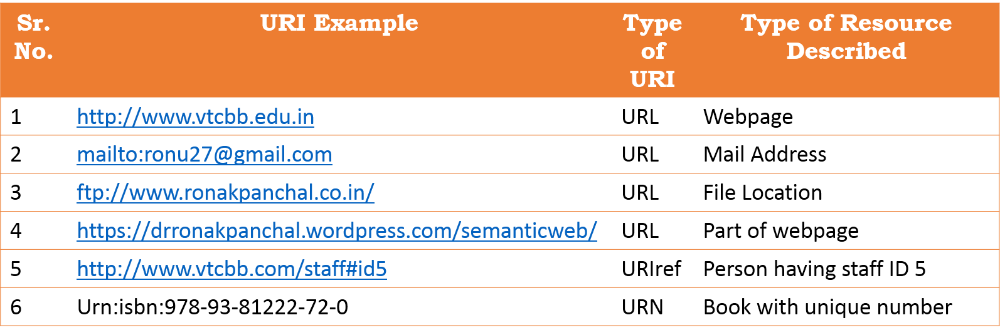 Sr. No. URI Example Type of URI Type of Resource Described
1 http://www.vtcbb.edu.in URL Webpage
2 mailto:ronu27@gmail.com URL Mail Address
3 ftp://www.ronakpanchal.co.in/ URL File Location
4 https://drronakpanchal.wordpress.com/semanticweb/ URL Part of webpage
5 http://www.vtcbb.com/staff#id5 URIref Person having staff ID 5
6 Urn:isbn:978-93-81222-72-0 URN Book with unique number